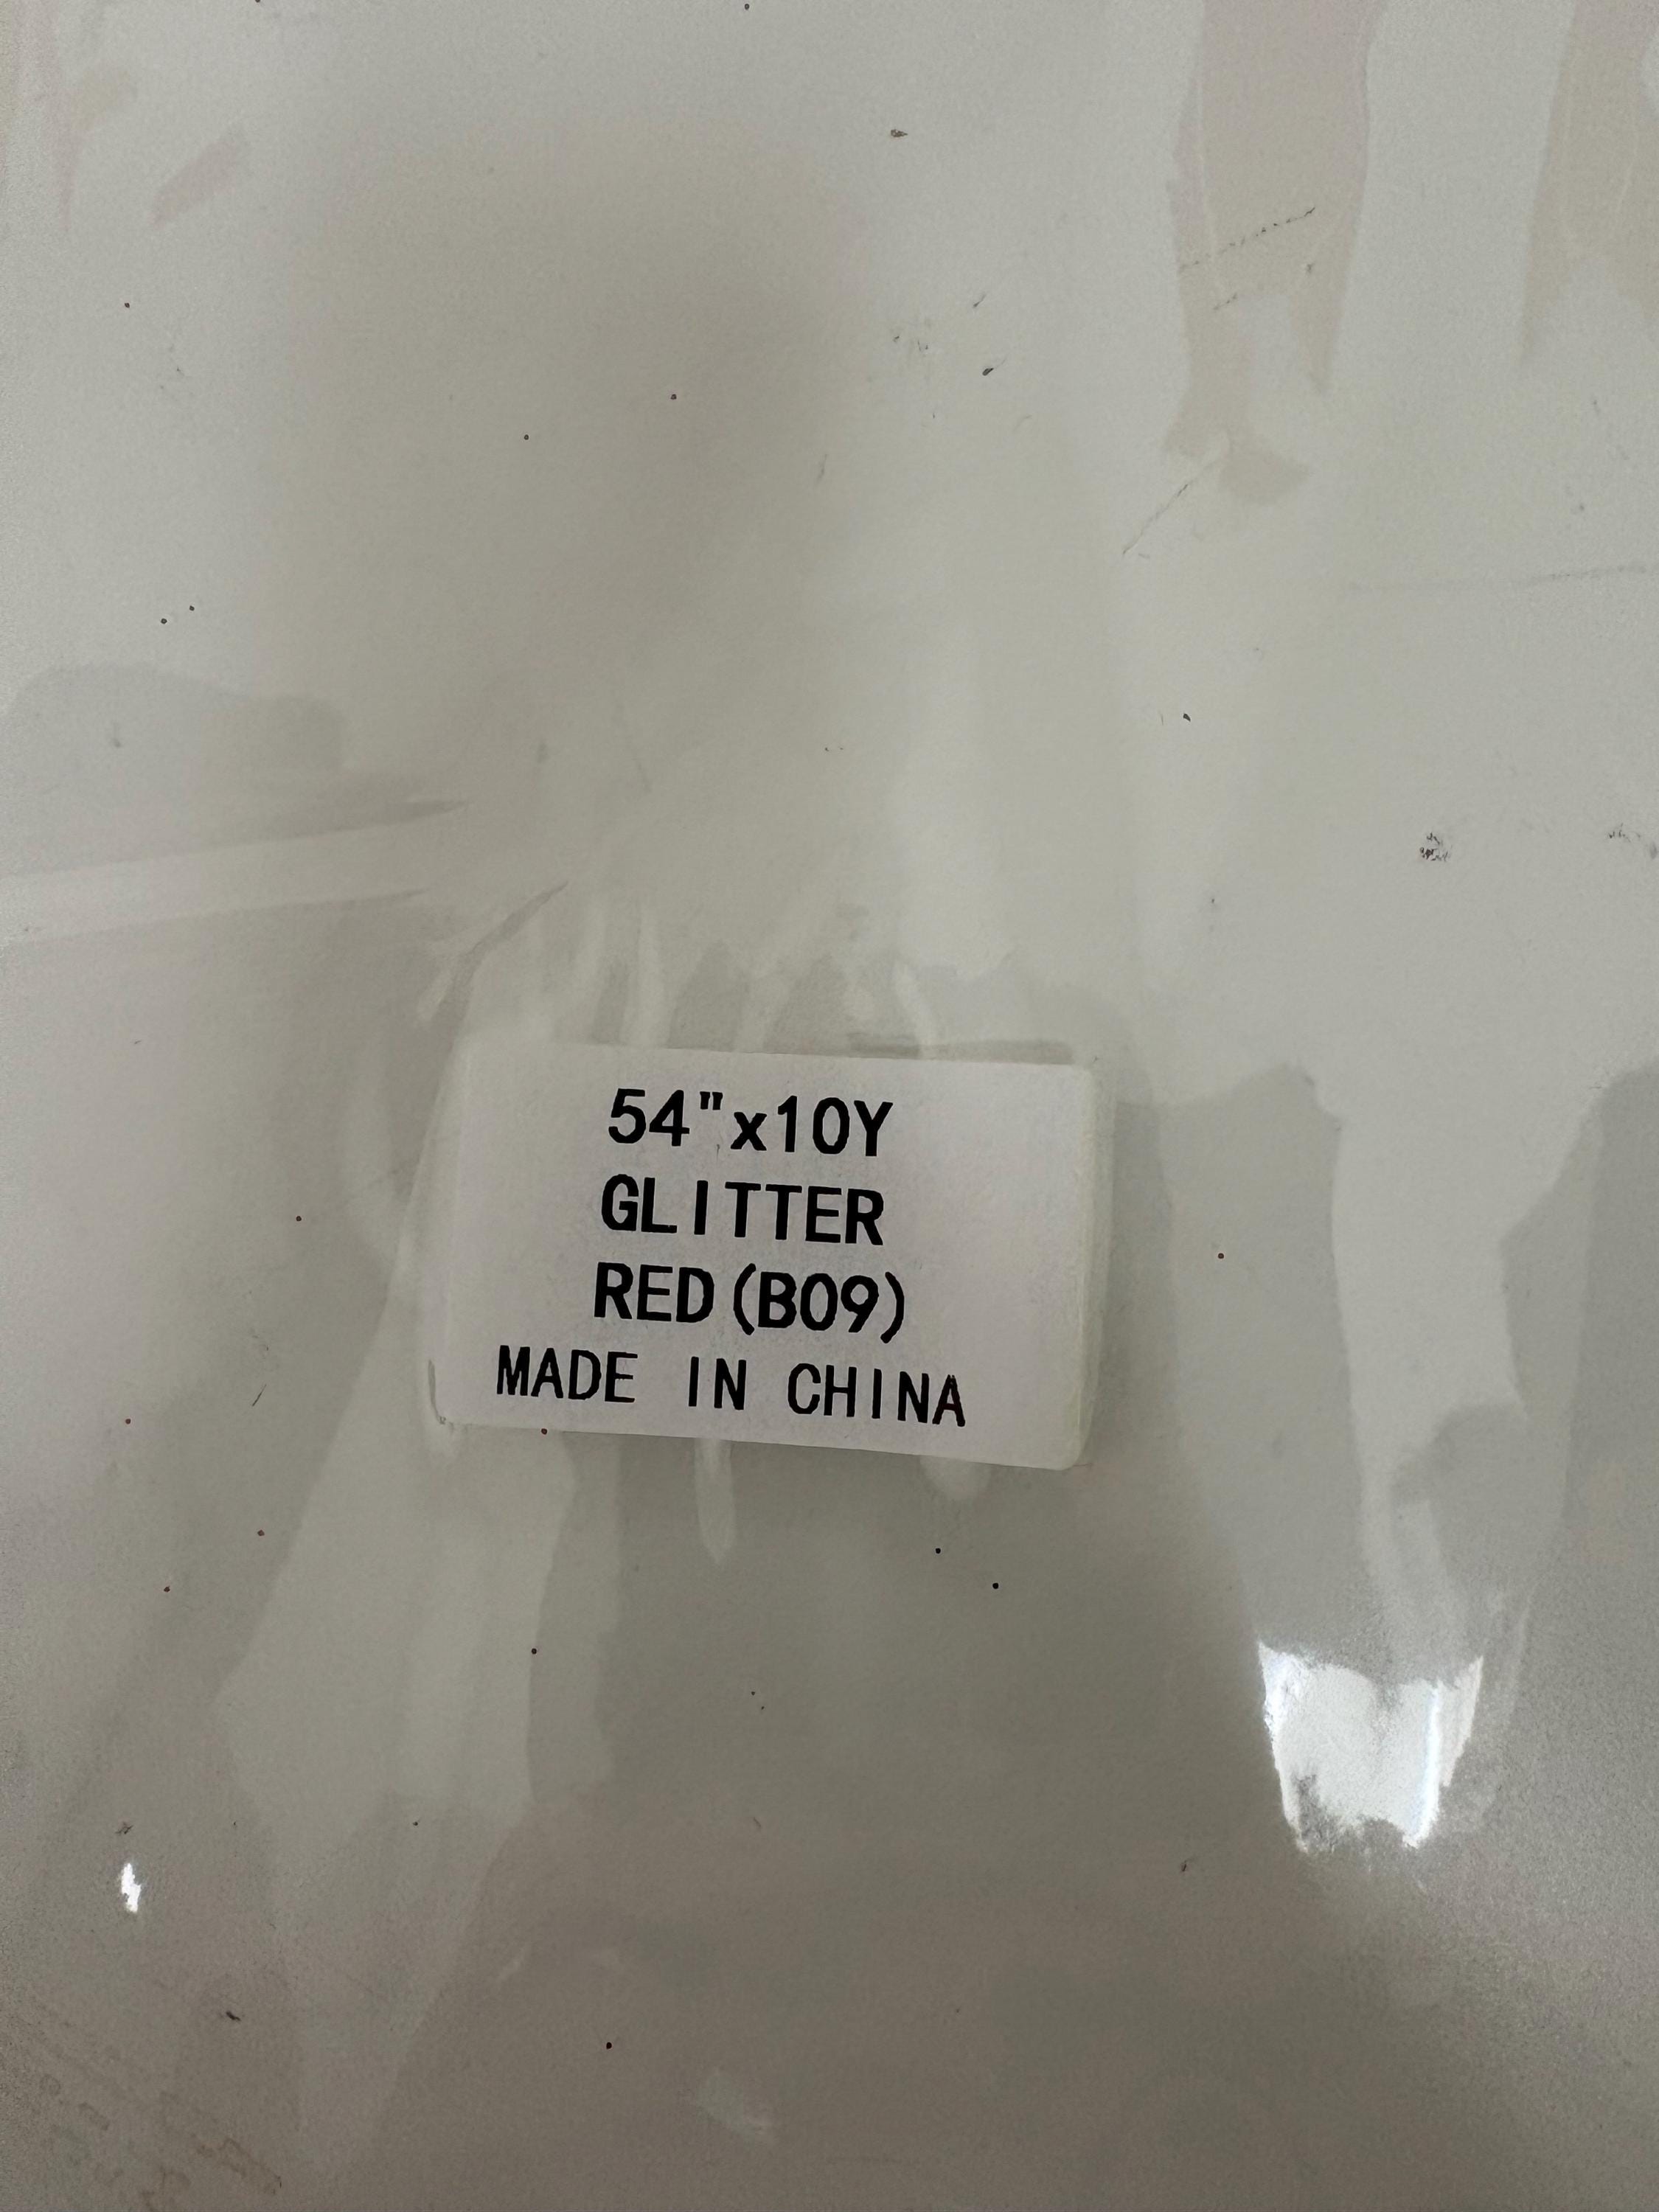 54"x10Y
GLITTER
RED(B09)
MADE IN CHINA